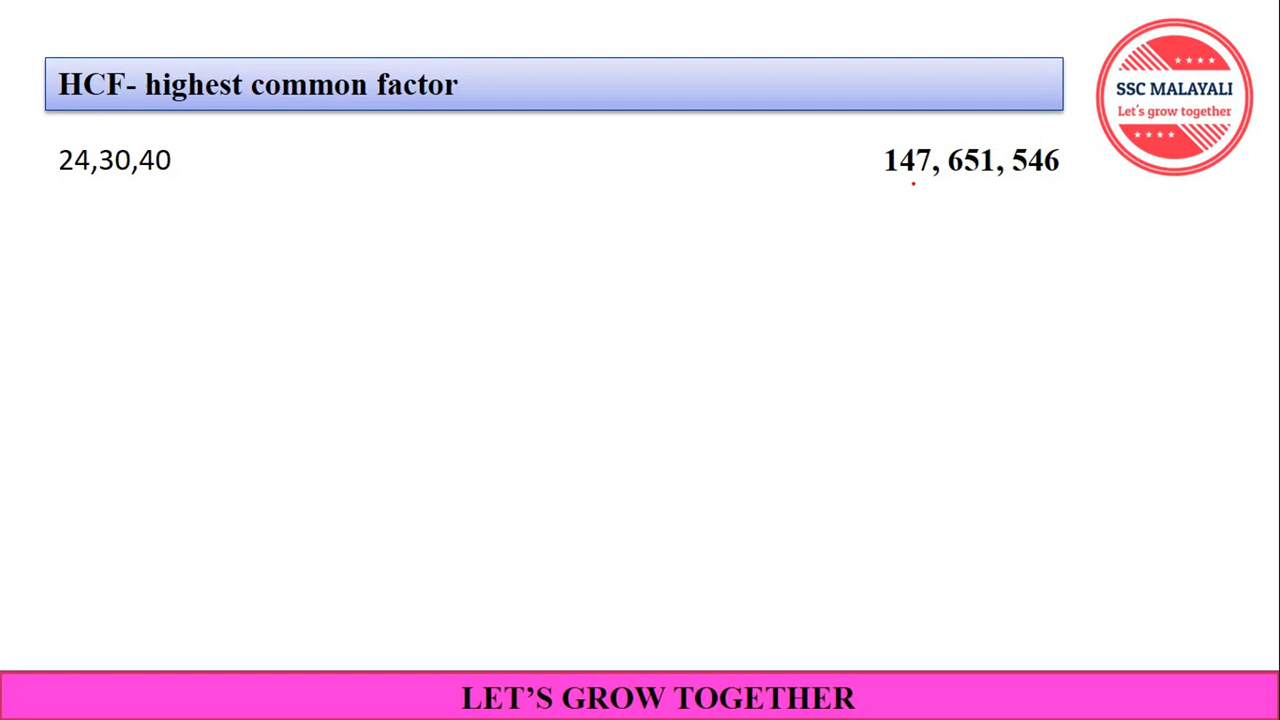 HCF- highest common factor
SSC MALAYALI
Let's grow together
24,30,40
147, 651, 546
LET’S GROW TOGETHER